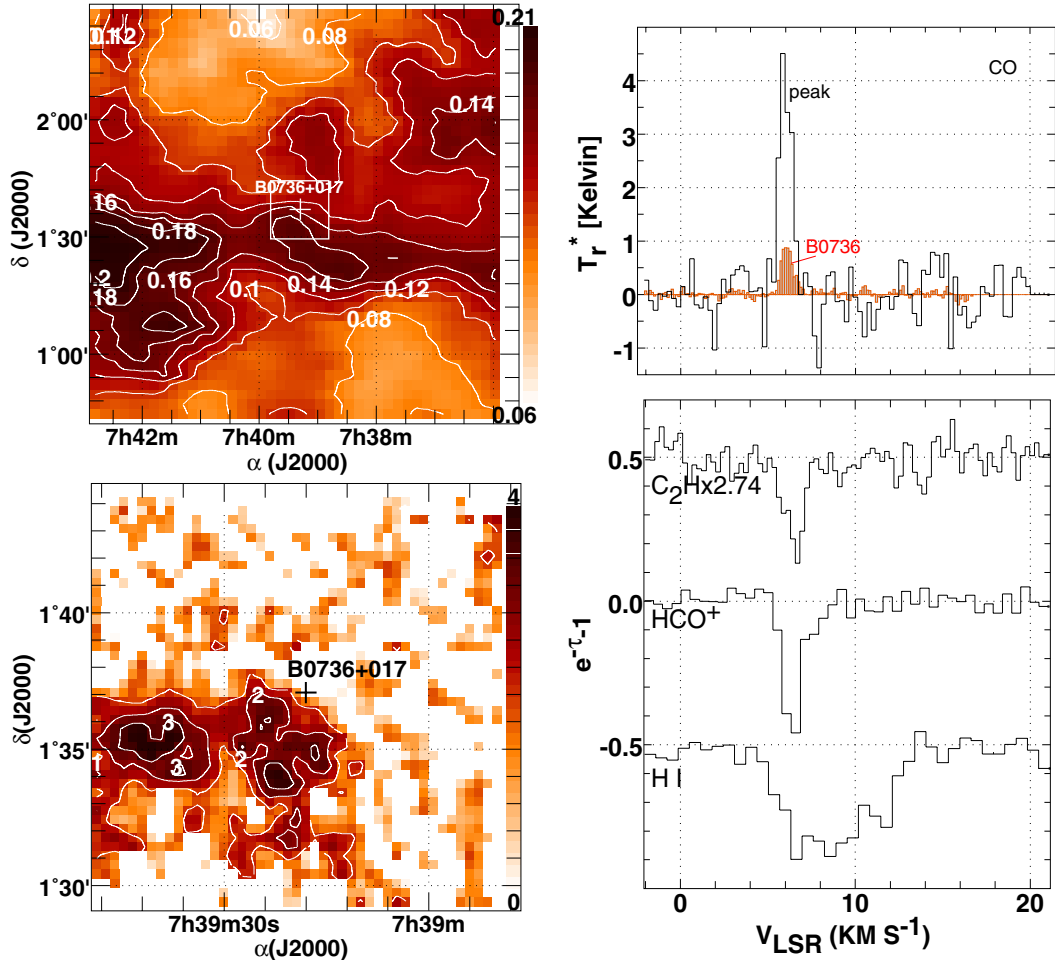 0.21
0.12
0.06
0.08
0.14
2°00'
B0736+017
.16
0.18
1°30'
0.16
.2
.18
0.1
0.14
0.12
0.08
1°00'
0.06
7h42m
7h40m
7h38m
α (J2000)
δ (J2000)
4
1°40'
B0736+017
2
3
1°35'
2
3
1
1°30'
0
7h39m30s
7h39m
α(J2000)
δ(J2000)
CO
4
peak
3
2
B0736
1
0
-1
Tr* [Kelvin]
0.5
C2Hx2.74
0.0
HCO+
-0.5
H I
e-τ-1
0
10
20
VLSR (KM S-1)